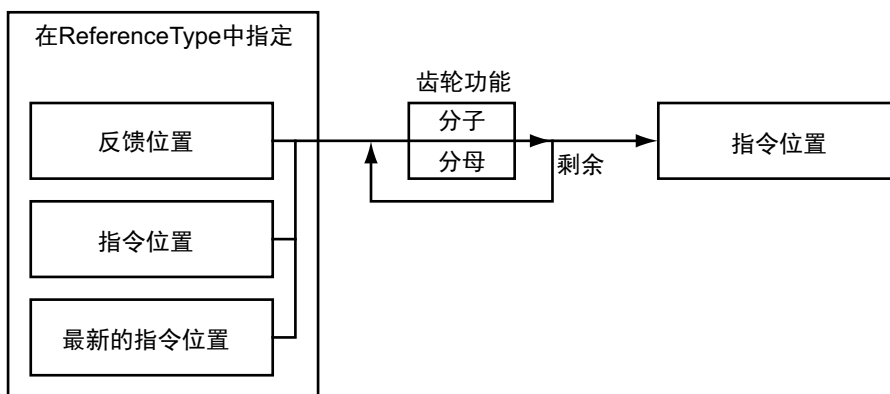 在ReferenceType中指定
反馈位置
指令位置
最新的指令位置
齿轮功能
分子
分母
剩余
指令位置